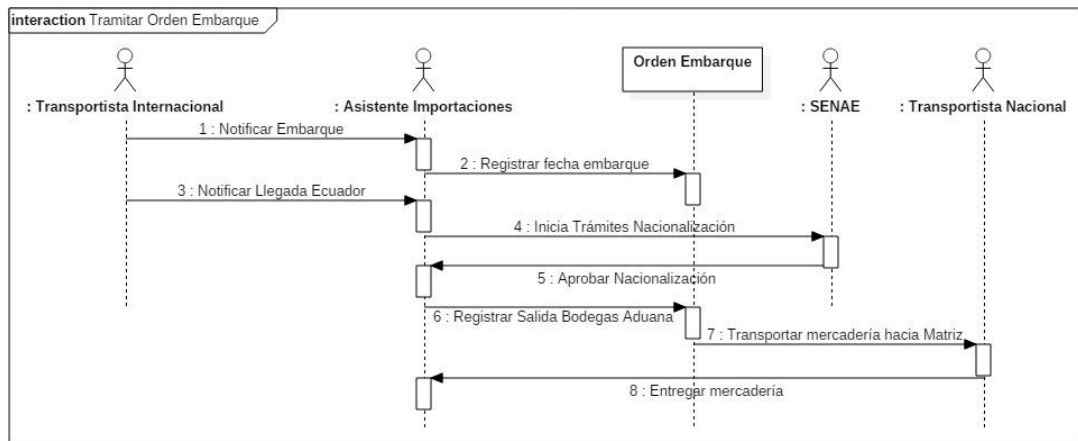 interaction Tramitar Orden Embarque
Orden Embarque
: Transportista Internacional
: Asistente Importaciones
: SENAE
: Transportista Nacional
1 : Notificar Embarque
2 : Registrar fecha embarque
3 : Notificar Llegada Ecuador
4 : Inicia Trámites Nacionalización
5 : Aprobar Nacionalización
6 : Registrar Salida Bodegas Aduana
7 : Transportar mercadería hacia Matriz
8 : Entregar mercadería